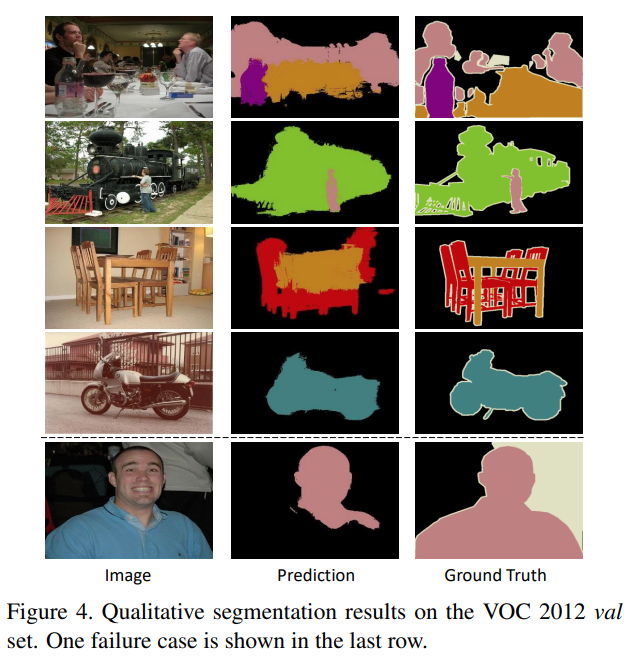 Image Prediction Ground Truth
Figure 4. Qualitative segmentation results on the VOC 2012 val
set. One failure case is shown in the last row.